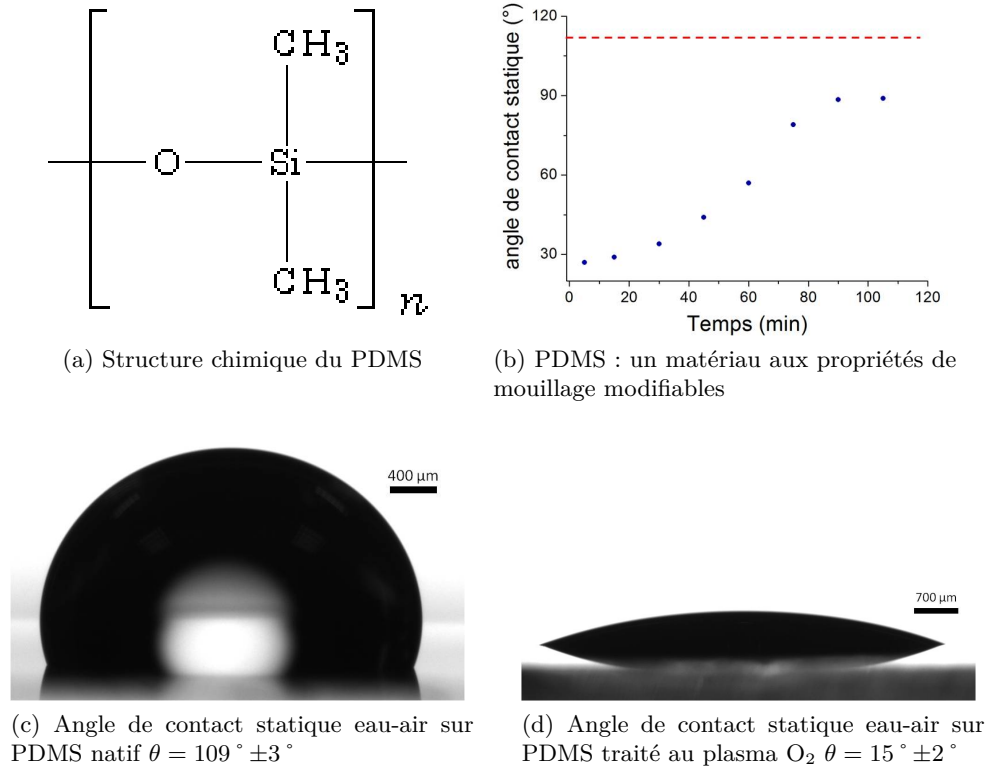 CH3
O
Si
CH3
n
(a) Structure chimique du PDMS
angle de contact statique (°)
120
90
60
30
0
20
40
60
80
100
120
Temps (min)
(b) PDMS : un matériau aux propriétés de
mouillage modifiables
400 μm
(c) Angle de contact statique eau-air sur
PDMS natif θ = 109 ° ±3 °
700 μm
(d) Angle de contact statique eau-air sur
PDMS traité au plasma O2 θ = 15 ° ±2 °